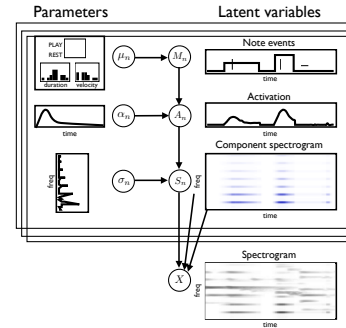 Parameters
Latent variables
PLAY
REST
duration
velocity
μn
Mn
Note events
time
time
αn
An
Activation
time
freq
σn
Sn
Component spectrogram
freq
time
X
Spectrogram
freq
time